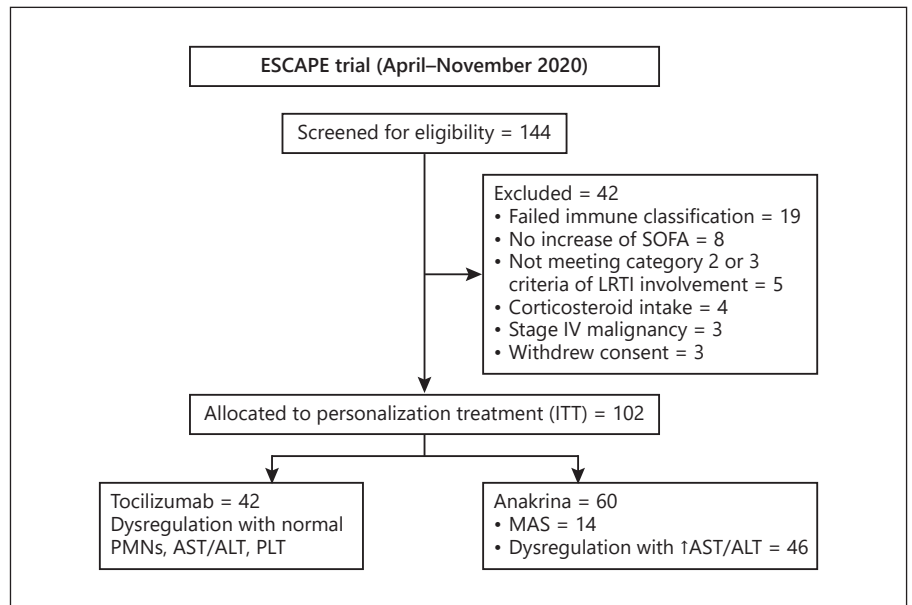 ESCAPE trial (April–November 2020)
Screened for eligibility = 144
Excluded = 42
• Failed immune classification = 19
• No increase of SOFA = 8
• Not meeting category 2 or 3
criteria of LRTI involvement = 5
• Corticosteroid intake = 4
• Stage IV malignancy = 3
• Withdrew consent = 3
Allocated to personalization treatment (ITT) = 102
Tocilizumab = 42
Dysregulation with normal
PMNs, AST/ALT, PLT
Anakrina = 60
• MAS = 14
• Dysregulation with ↑AST/ALT = 46